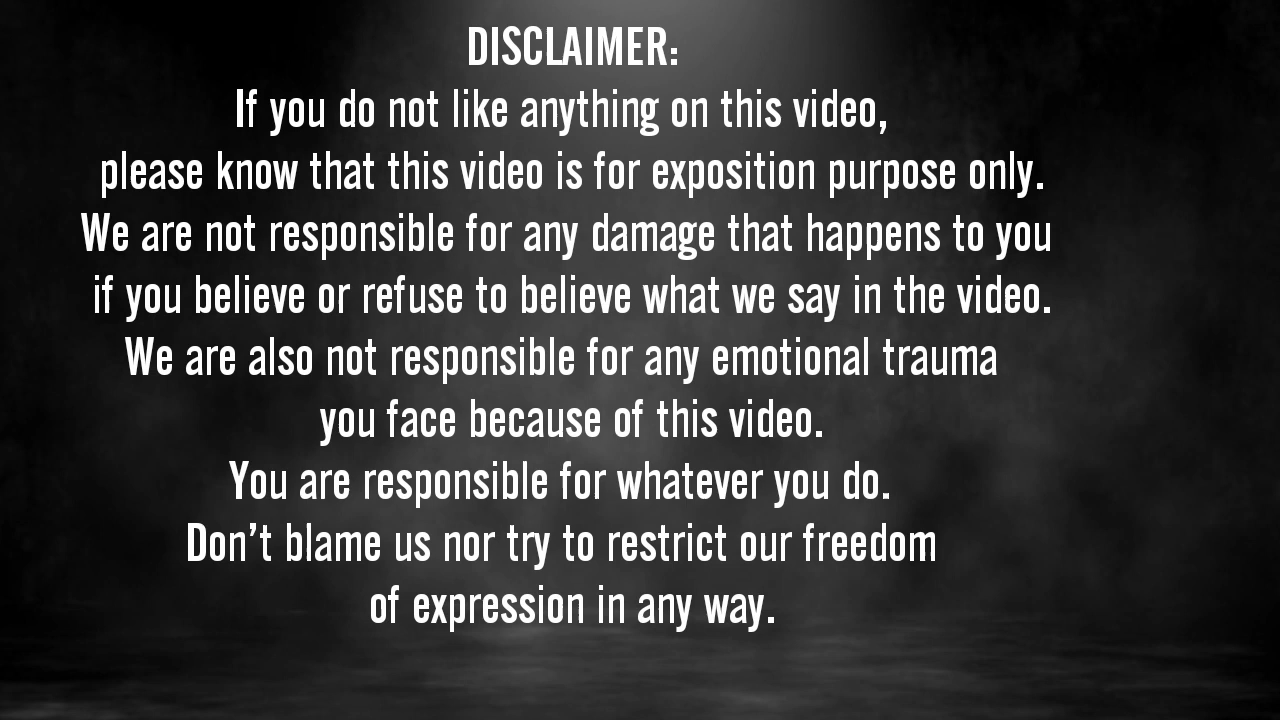 DISCLAIMER:
If you do not like anything on this video,
please know that this video is for exposition purpose only.
We are not responsible for any damage that happens to you
if you believe or refuse to believe what we say in the video.
We are also not responsible for any emotional trauma
you face because of this video.
You are responsible for whatever you do.
Don’t blame us nor try to restrict our freedom
of expression in any way.